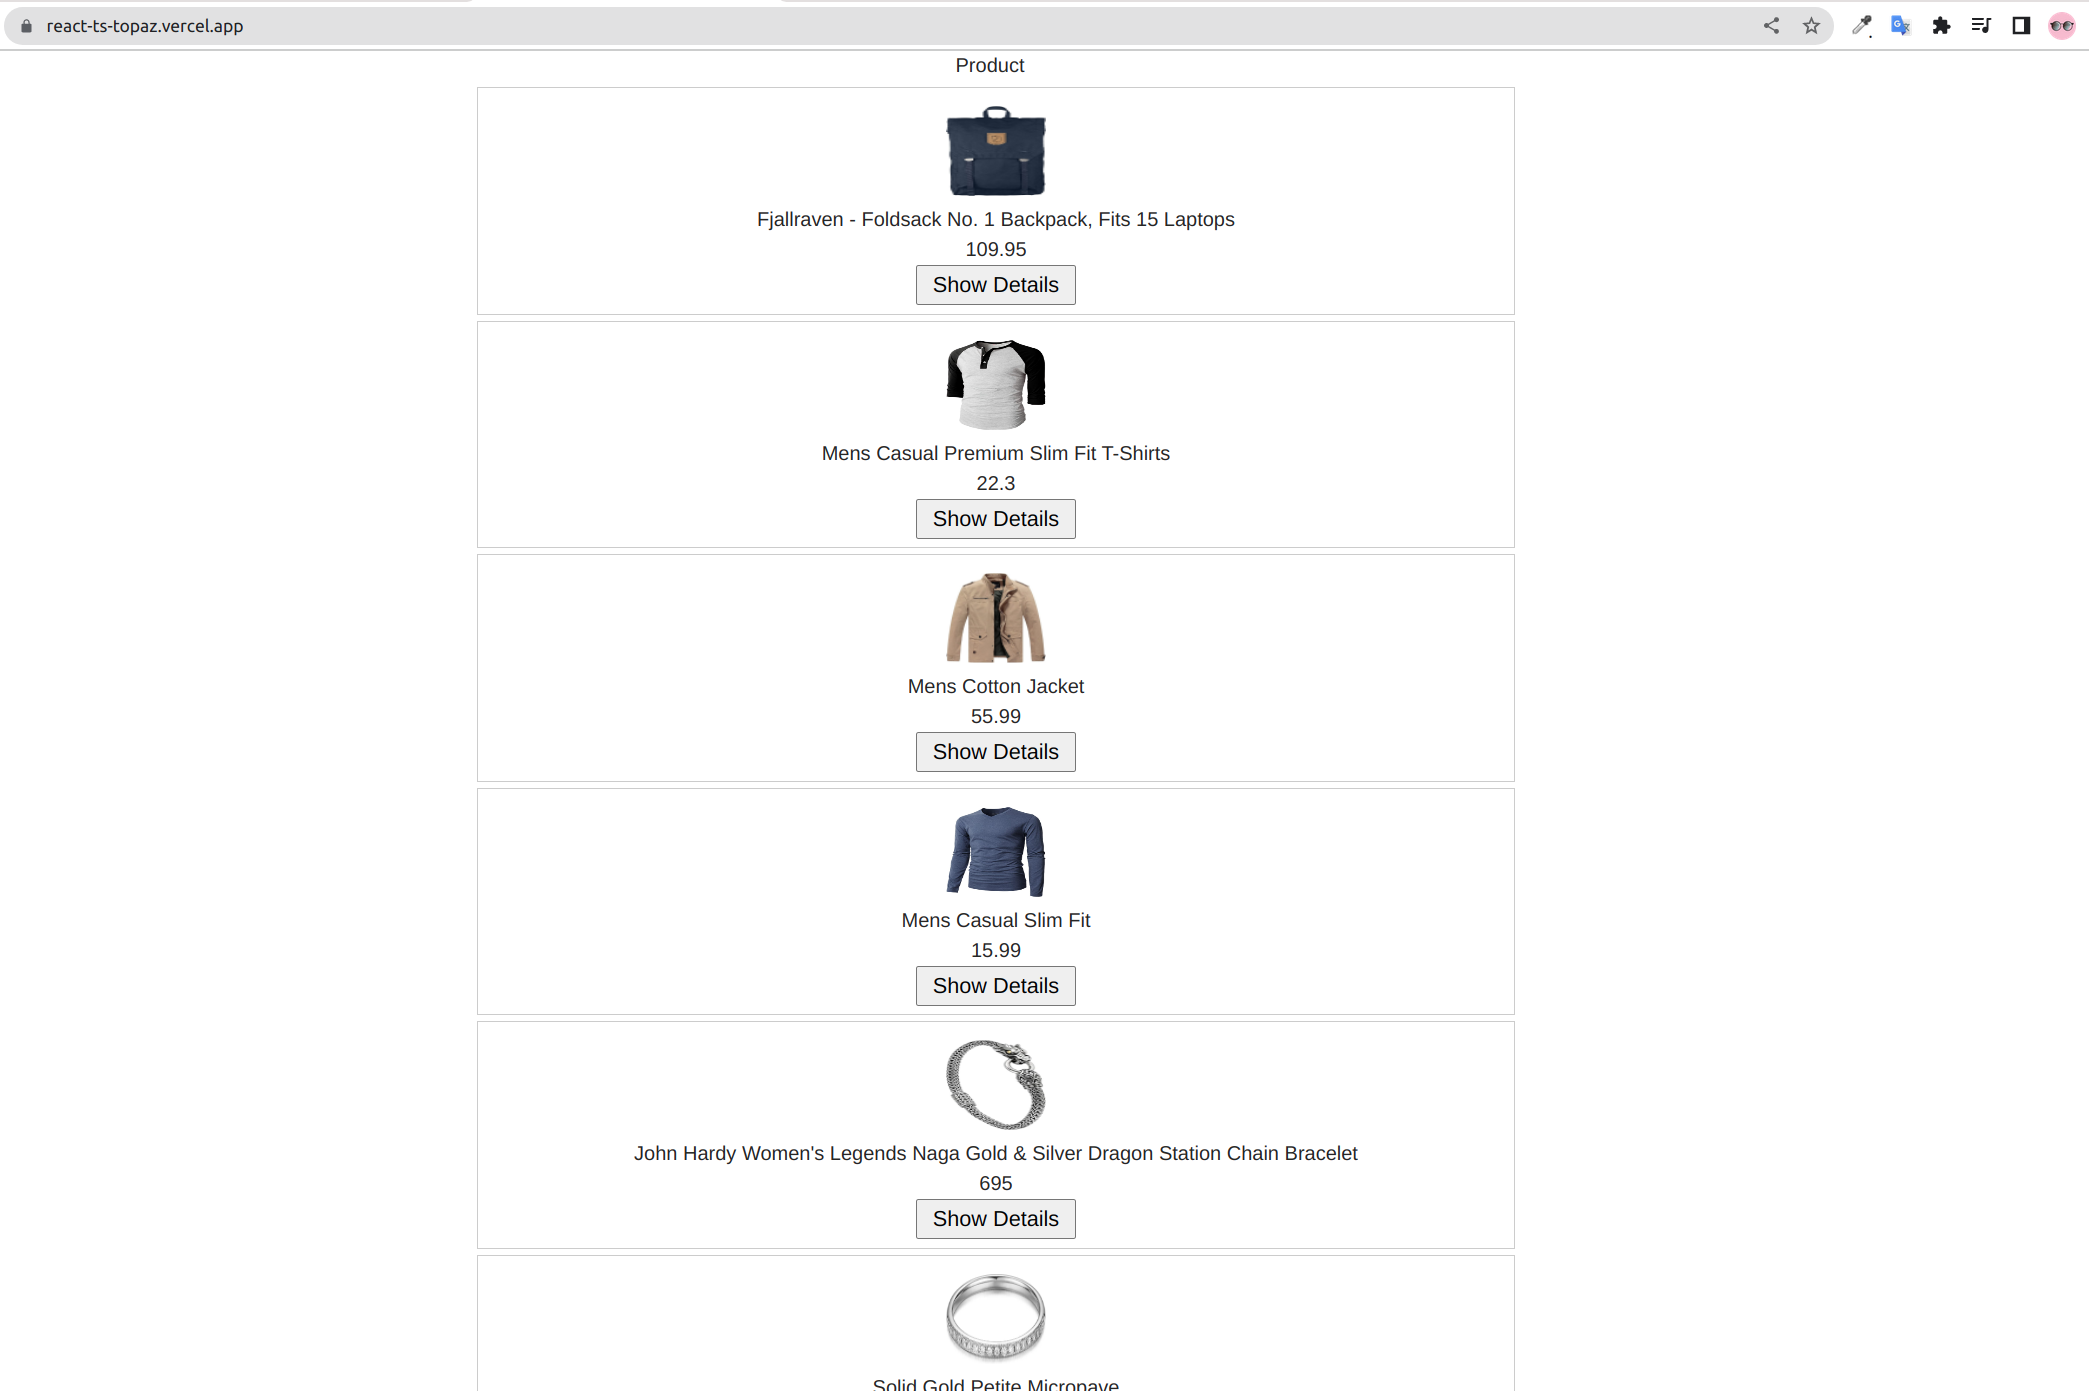 react-ts-topaz.vercel.app
Product
Fjallraven - Foldsack No. 1 Backpack, Fits 15 Laptops
109.95
Show Details
Mens Casual Premium Slim Fit T-Shirts
22.3
Show Details
Mens Cotton Jacket
55.99
Show Details
Mens Casual Slim Fit
15.99
Show Details
John Hardy Women's Legends Naga Gold & Silver Dragon Station Chain Bracelet
695
Show Details
Solid Gold Petite Micropave